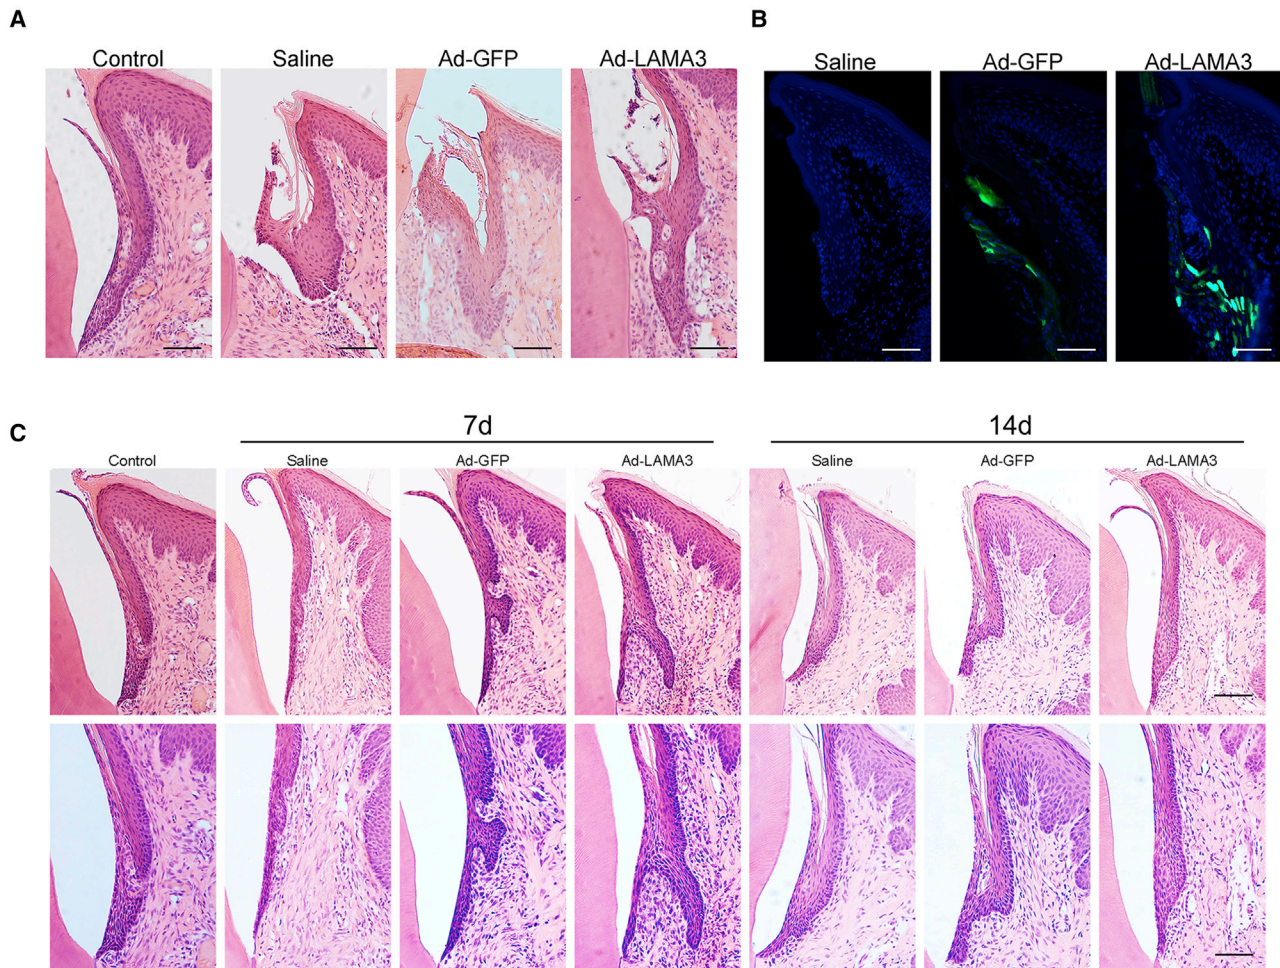 A
B
Control Saline Ad-GFP Ad-LAMA3
Saline Ad-GFP Ad-LAMA3
C
7d 14d
Control Saline Ad-GFP Ad-LAMA3 Saline Ad-GFP Ad-LAMA3